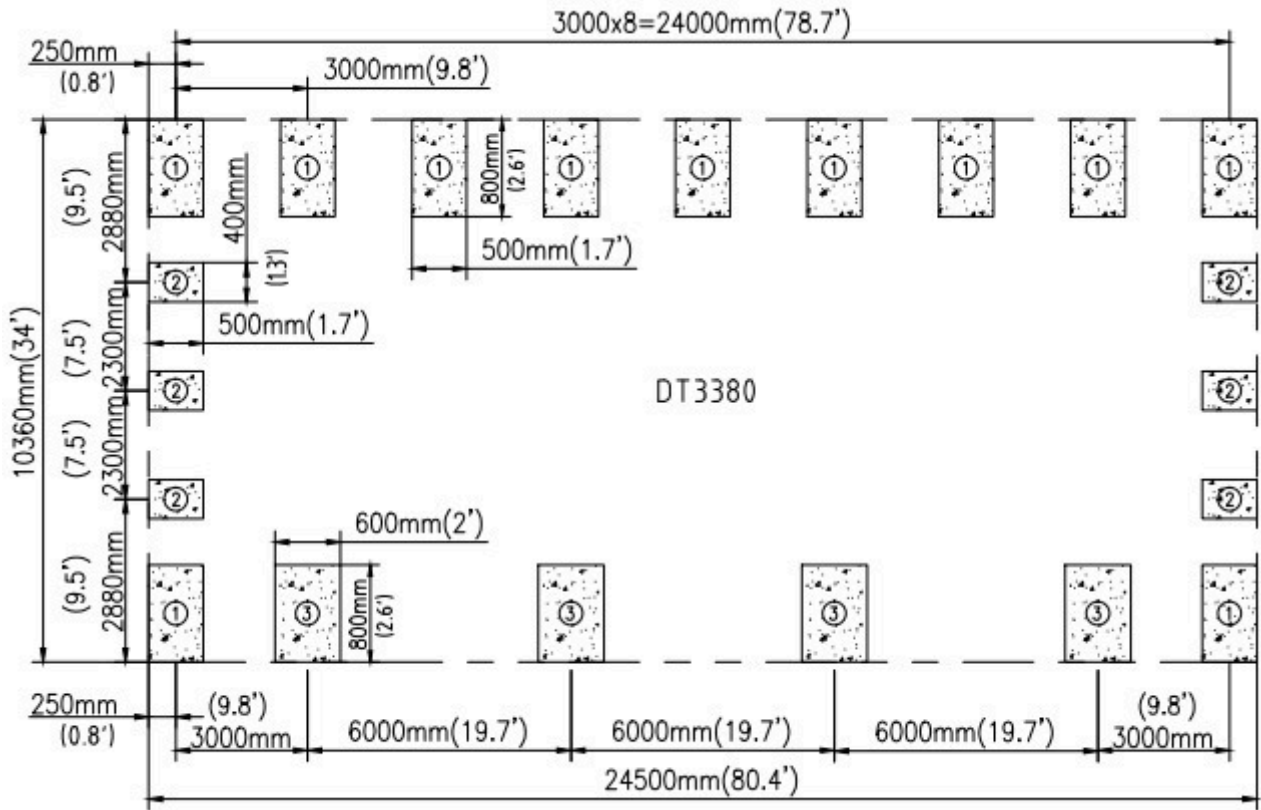 3000x8=24000mm(78.7')
250mm
(0.8')
3000mm(9.8')
① ① ① ① ① ① ① ① ①
2880mm
(9.5')
400mm
(1.3')
800mm
(2.6')
500mm(1.7')
② ②
500mm(1.7')
10360mm(34')
2300mm
(7.5')
② DT3380 ②
2300mm
(7.5')
② ②
600mm(2')
2880mm
(9.5')
800mm
(2.6')
① ③ ③ ③ ③ ①
250mm
(0.8')
(9.8')
3000mm
6000mm(19.7') 6000mm(19.7') 6000mm(19.7')
(9.8')
3000mm
24500mm(80.4')